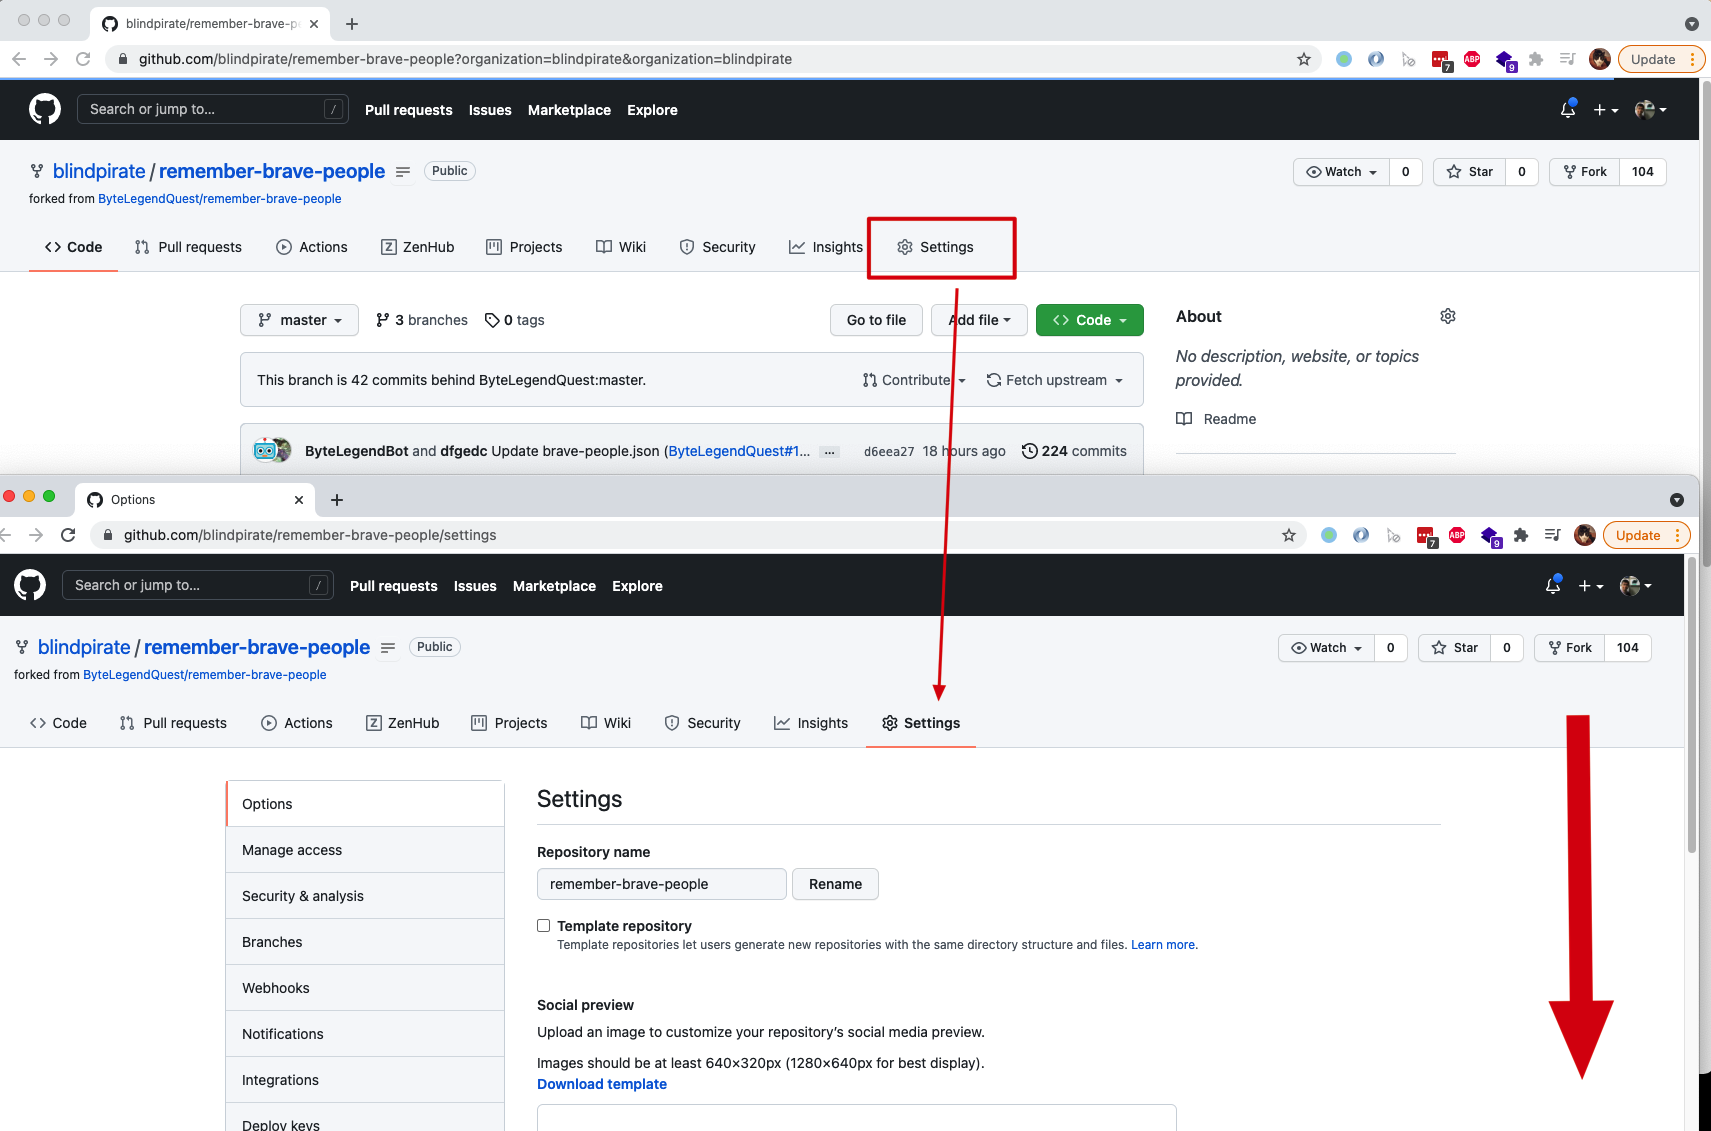 blindpirate/remember-brave-p
github.com/blindpirate/remember-brave-people?organization=blindpirate&organization=blindpirate
7
ABP
9
Update
Search or jump to...
/
Pull requests Issues Marketplace Explore
blindpirate / remember-brave-people Public
Watch 0 Star 0 Fork 104
forked from ByteLegendQuest/remember-brave-people
Code Pull requests Actions Z ZenHub Projects Wiki Security Insights Settings
master 3 branches 0 tags Go to file Add file Code
About
No description, website, or topics
provided.
Readme
This branch is 42 commits behind ByteLegendQuest:master. Contribute Fetch upstream
ByteLegendBot and dfgedc Update brave-people.json (ByteLegendQuest#1... ... d6eea27 18 hours ago 224 commits
Options
github.com/blindpirate/remember-brave-people/settings
7
ABP
9
Update
Search or jump to...
/
Pull requests Issues Marketplace Explore
blindpirate / remember-brave-people Public
Watch 0 Star 0 Fork 104
forked from ByteLegendQuest/remember-brave-people
Code Pull requests Actions Z ZenHub Projects Wiki Security Insights Settings
Options
Manage access
Security & analysis
Branches
Webhooks
Notifications
Integrations
Deploy keys
Settings
Repository name
remember-brave-people Rename
Template repository
Template repositories let users generate new repositories with the same directory structure and files. Learn more.
Social preview
Upload an image to customize your repository’s social media preview.
Images should be at least 640×320px (1280×640px for best display).
Download template